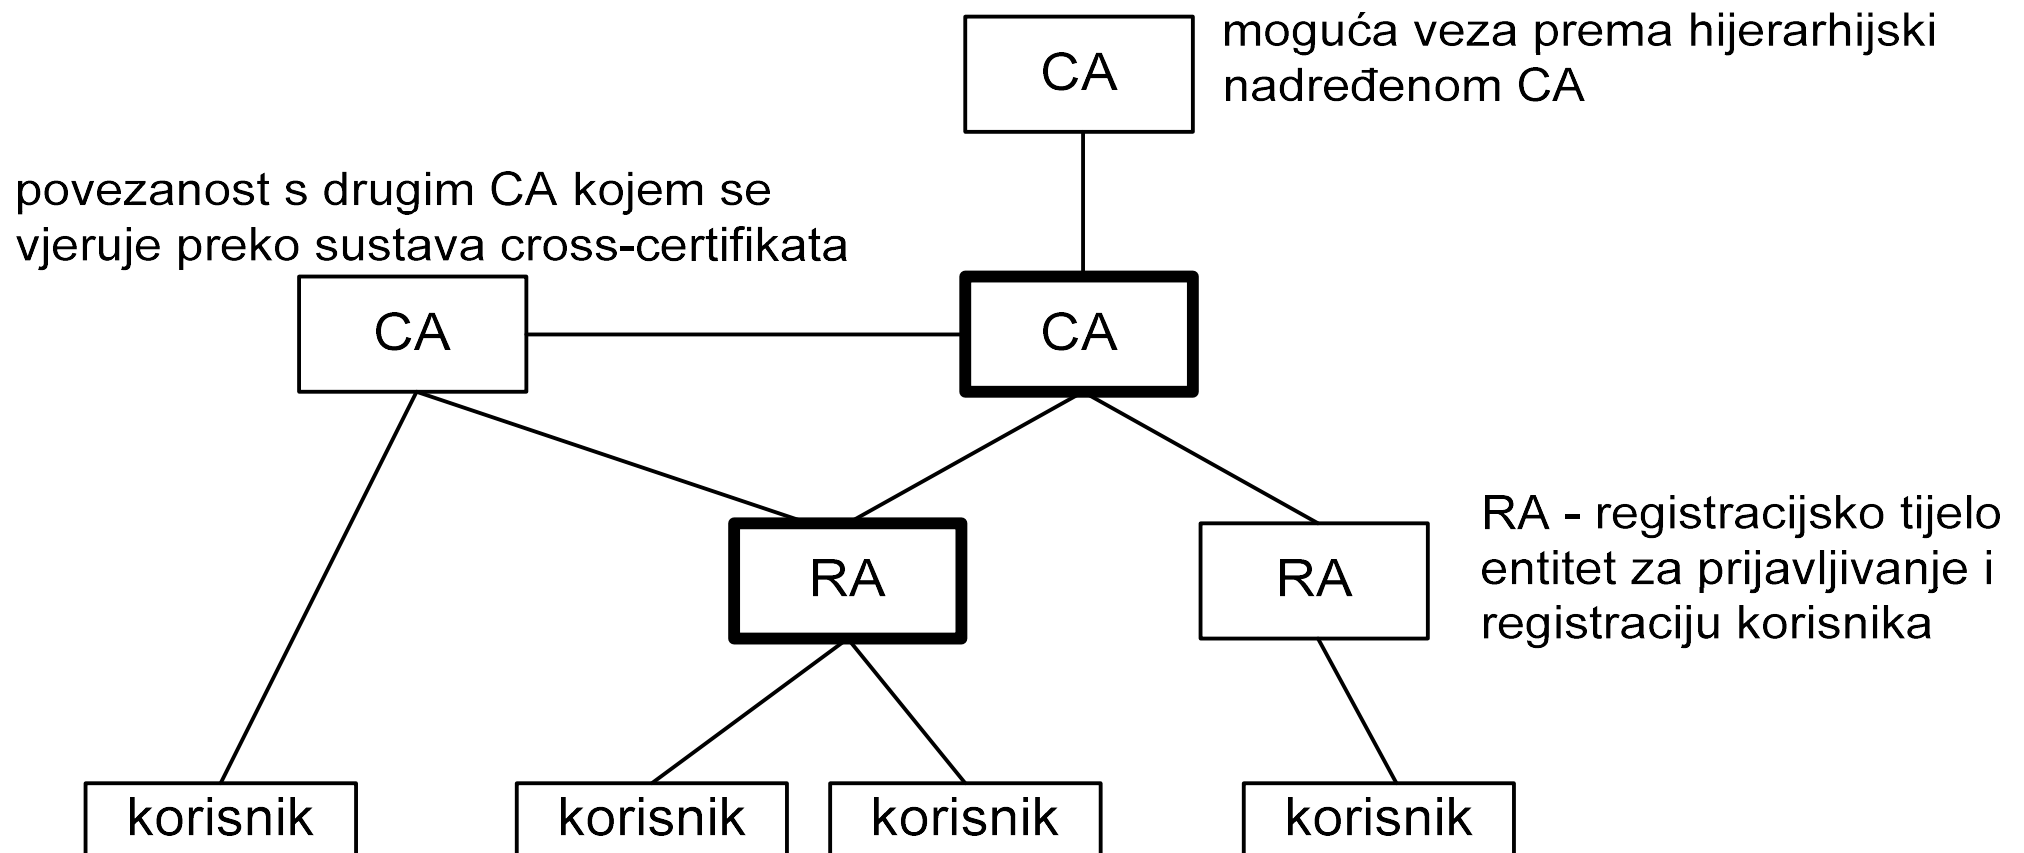 CA
moguća veza prema hijerarhijski
nadređenom CA
povezanost s drugim CA kojem se
vjeruje preko sustava cross-certifikata
CA
CA
RA
RA
RA - registracijsko tijelo
entitet za prijavljivanje i
registraciju korisnika
korisnik
korisnik
korisnik
korisnik